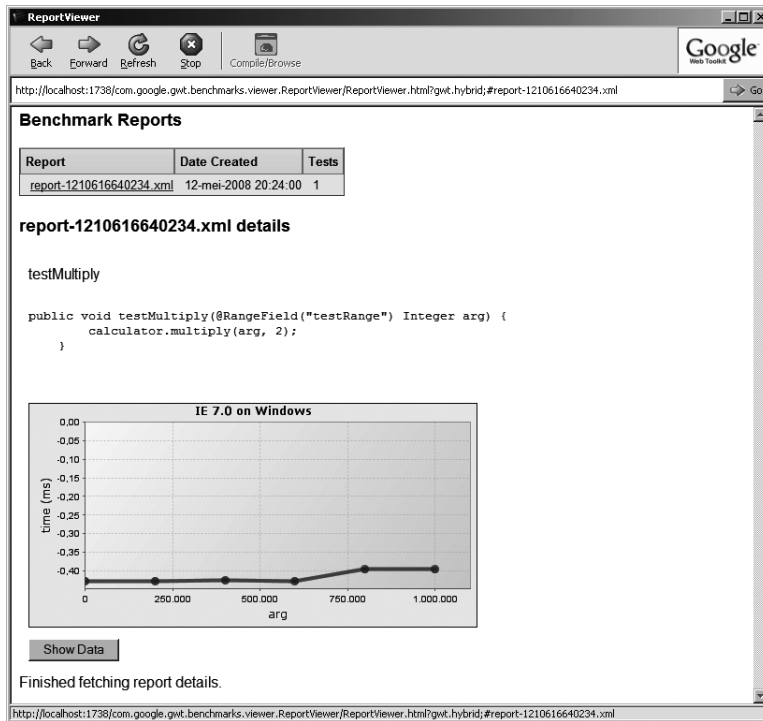 ReportViewer
Back Forward Refresh Stop Compile/Browse
Google
Web Toolkit
http://localhost:1738/com.google.gwt.benchmarks.viewer.ReportViewer/ReportViewer.html?gwt.hybrid;#report-1210616640234.xml Go
Benchmark Reports
Report Date Created Tests
report-1210616640234.xml 12-mei-2008 20:24:00 1
report-1210616640234.xml details
testMultiply
public void testMultiply(@RangeField("testRange") Integer arg) {
calculator.multiply(arg, 2);
}
IE 7.0 on Windows
0,00
-0,05
-0,10
-0,15
-0,20
-0,25
-0,30
-0,35
-0,40
time (ms)
0 250.000 500.000 750.000 1.000.000
arg
Show Data
Finished fetching report details.
http://localhost:1738/com.google.gwt.benchmarks.viewer.ReportViewer/ReportViewer.html?gwt.hybrid;#report-1210616640234.xml